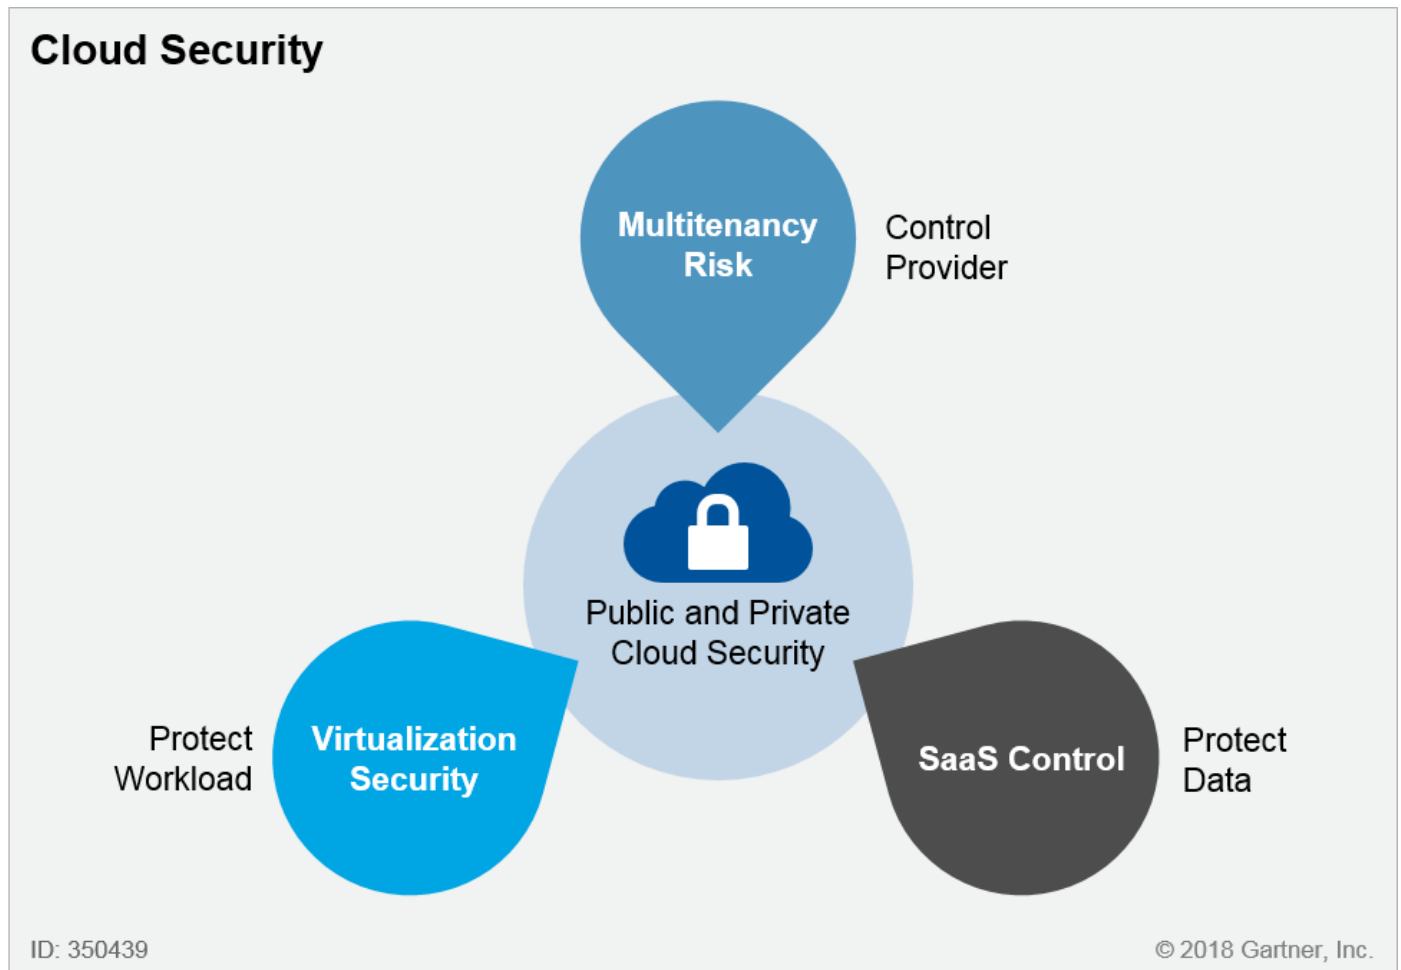 Cloud Security
Multitenancy
Risk
Control
Provider
Public and Private
Cloud Security
Protect
Workload
Virtualization
Security
SaaS Control
Protect
Data
ID: 350439
© 2018 Gartner, Inc.